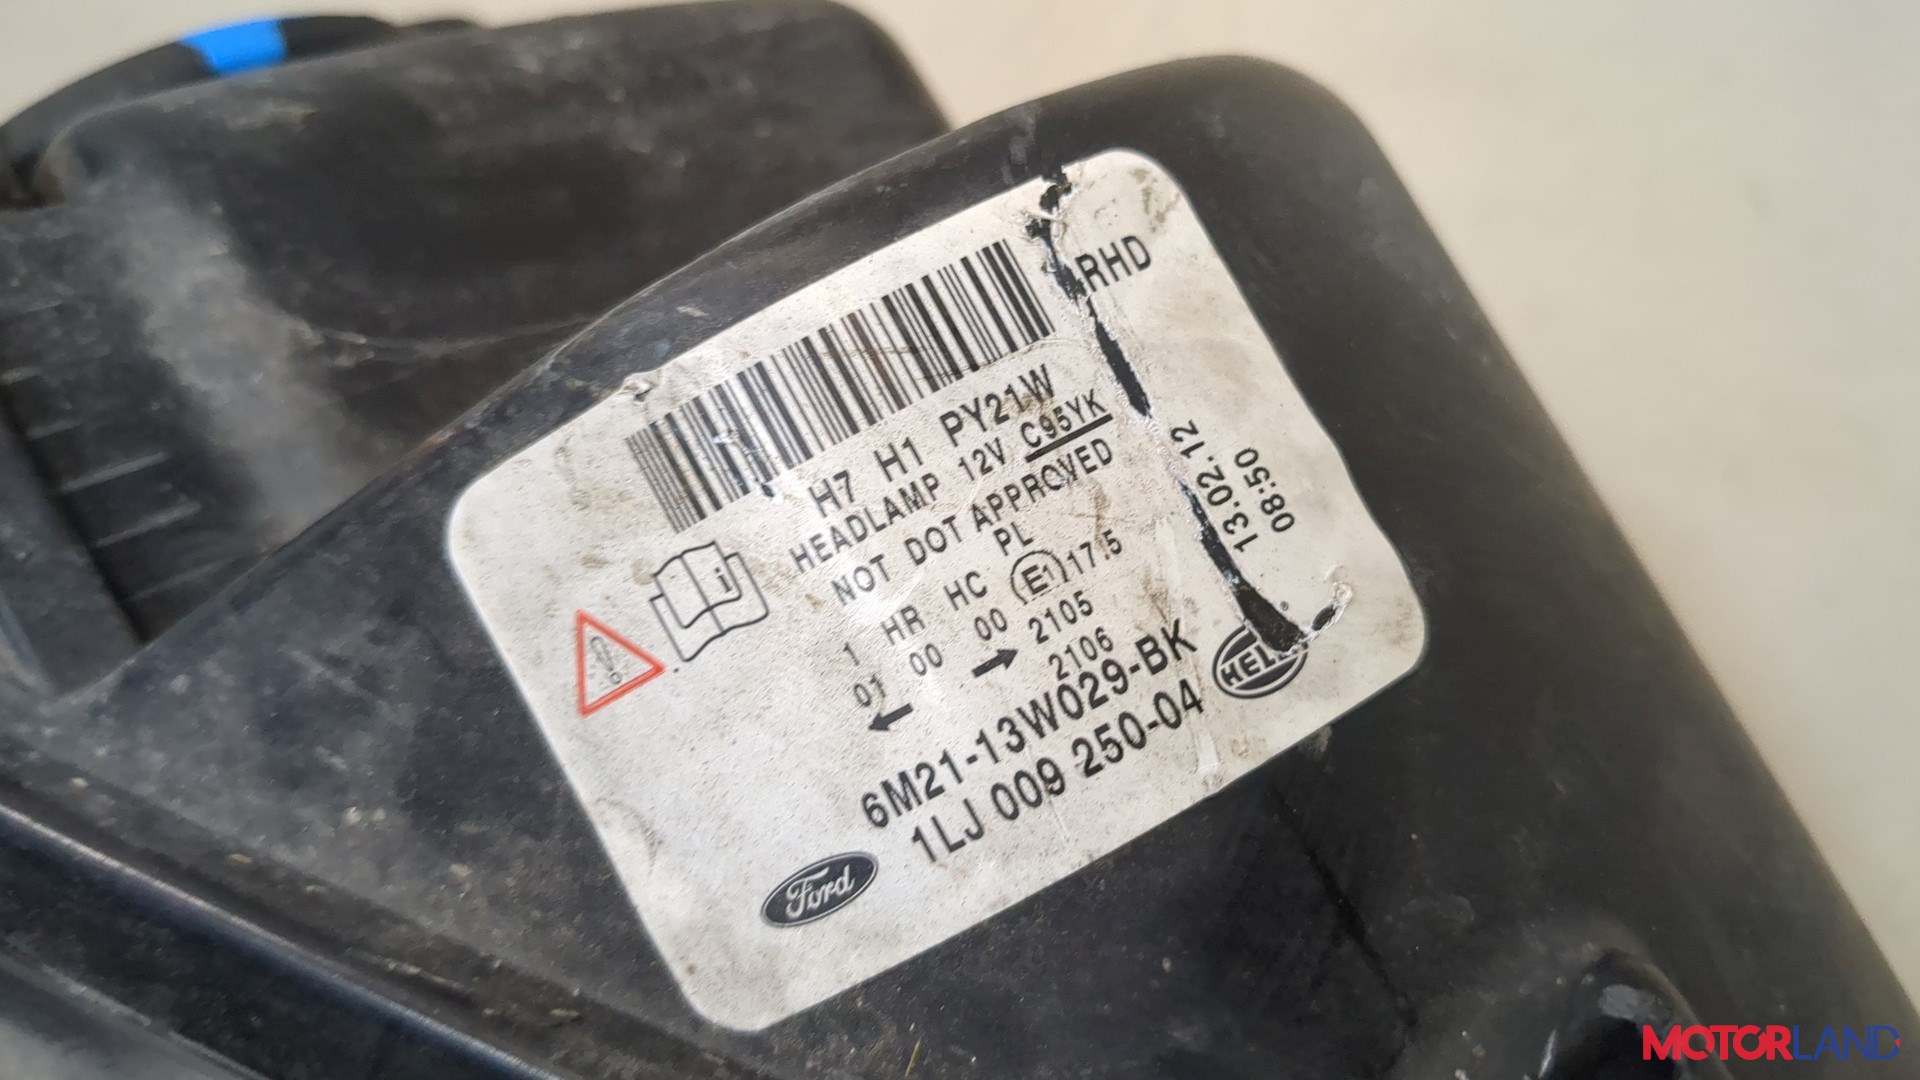 RHD
H7 H1 PY21W
HEADLAMP 12V C95YK
NOT DOT APPROVED
PL
1 HR HC E1 17.5
01 00 00 2105
2106
← →
6M21-13W029-BK
1LJ 009 250-04
13.02.12
08:50
HELLA
®
Ford
i
MOTORLAND